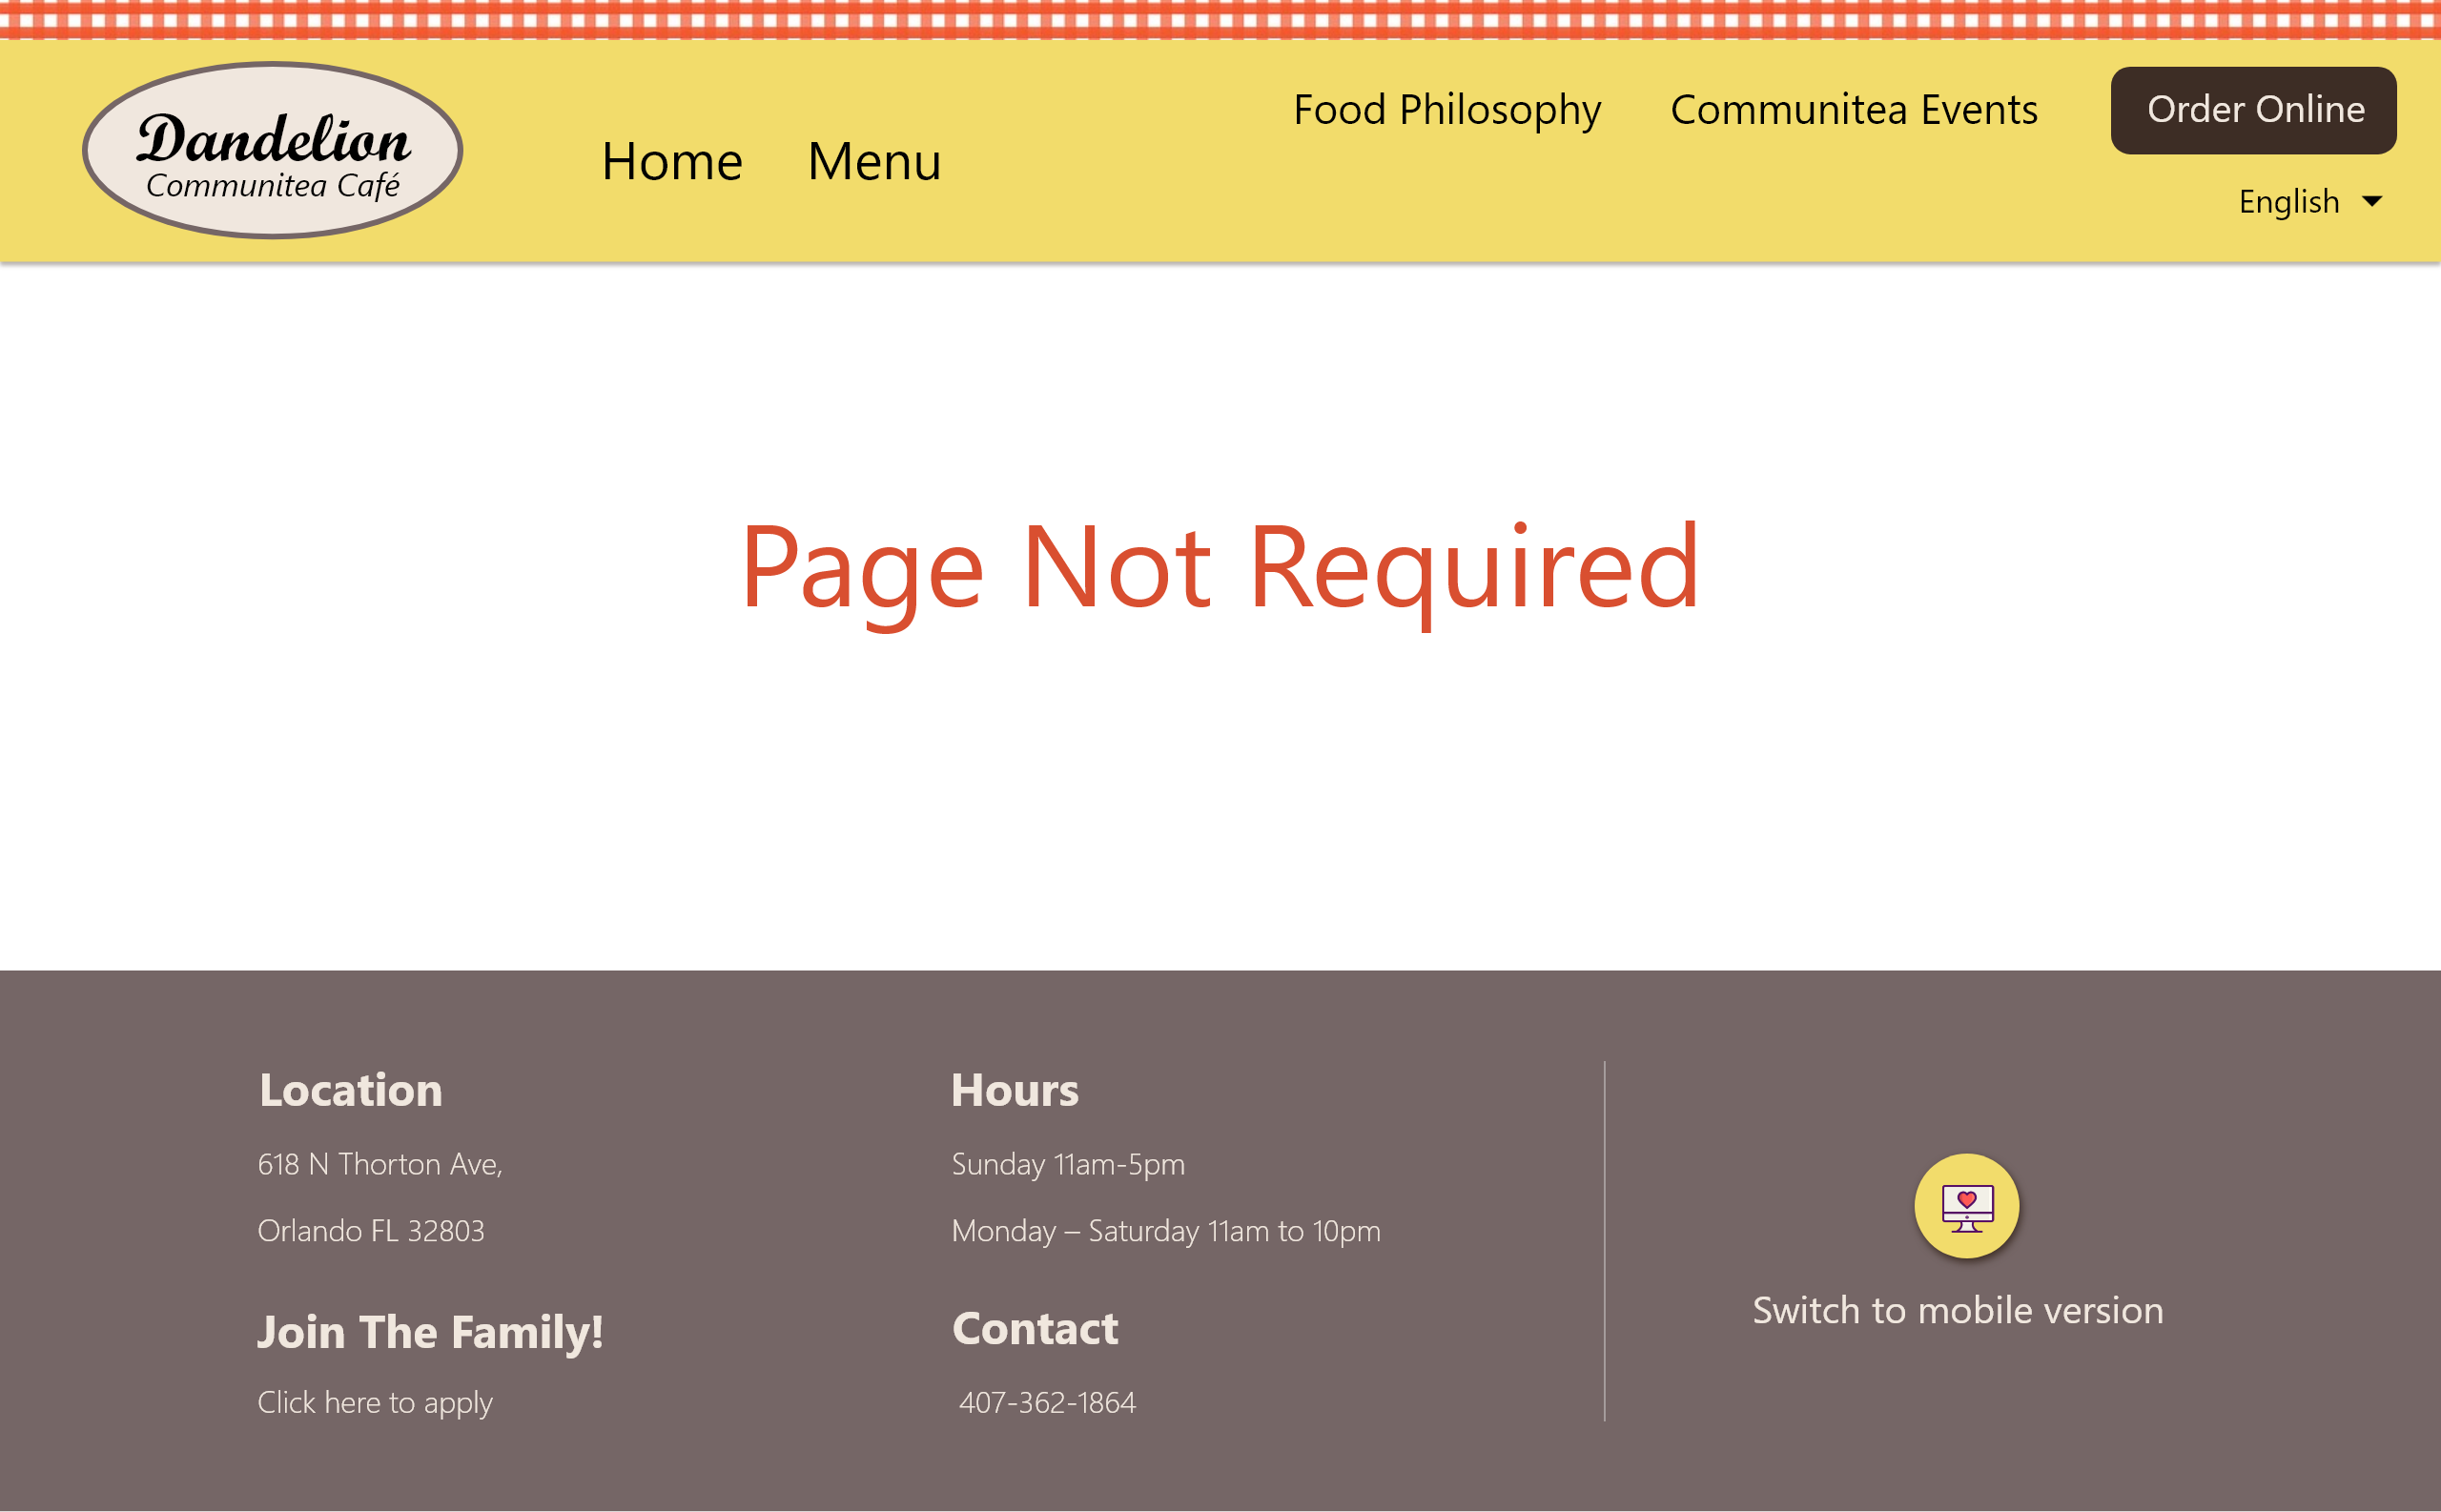 Dandelion
Communitea Café
Home Menu
Food Philosophy Communitea Events Order Online
English
Page Not Required
Location
618 N Thorton Ave,
Orlando FL 32803
Join The Family!
Click here to apply
Hours
Sunday 11am-5pm
Monday – Saturday 11am to 10pm
Contact
407-362-1864
Switch to mobile version